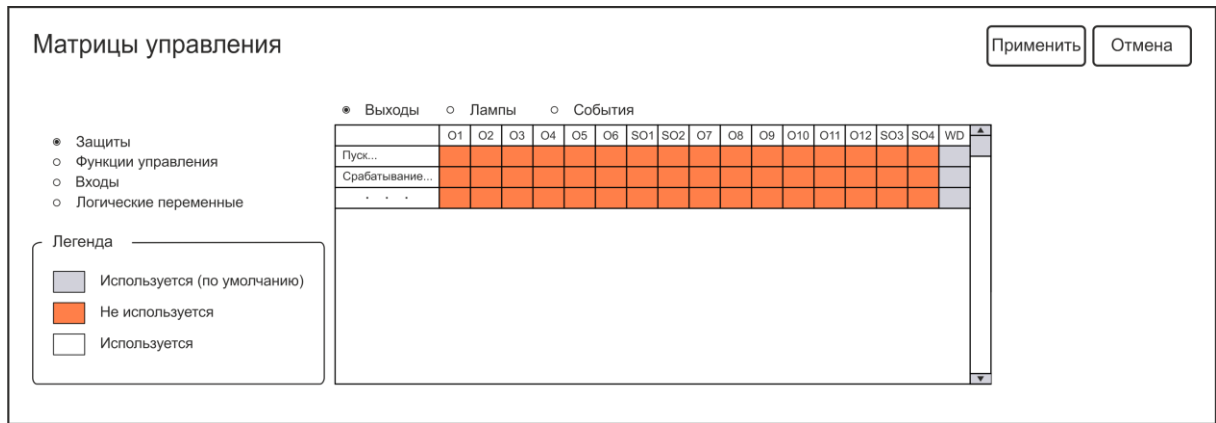 Матрицы управления
Применить
Отмена
Выходы Лампы События
Защиты
Функции управления
Входы
Логические переменные
O1 O2 O3 O4 O5 O6 SO1 SO2 O7 O8 O9 O10 O11 O12 SO3 SO4 WD
Пуск...
Срабатывание...
. . .
Легенда
Используется (по умолчанию)
Не используется
Используется